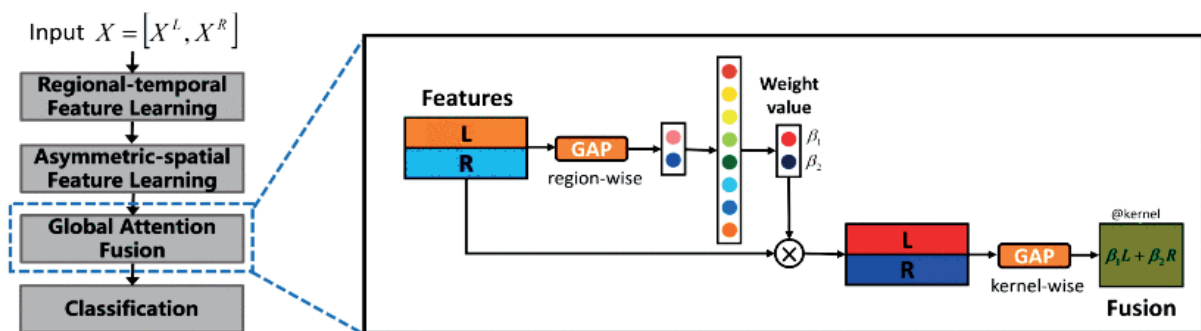 Input X = [X^L, X^R]
Regional-temporal
Feature Learning
Asymmetric-spatial
Feature Learning
Global Attention
Fusion
Classification
Features
L
R
GAP
region-wise
Weight
value
β₁
β₂
L
R
GAP
kernel-wise
@kernel
β₁L + β₂R
Fusion